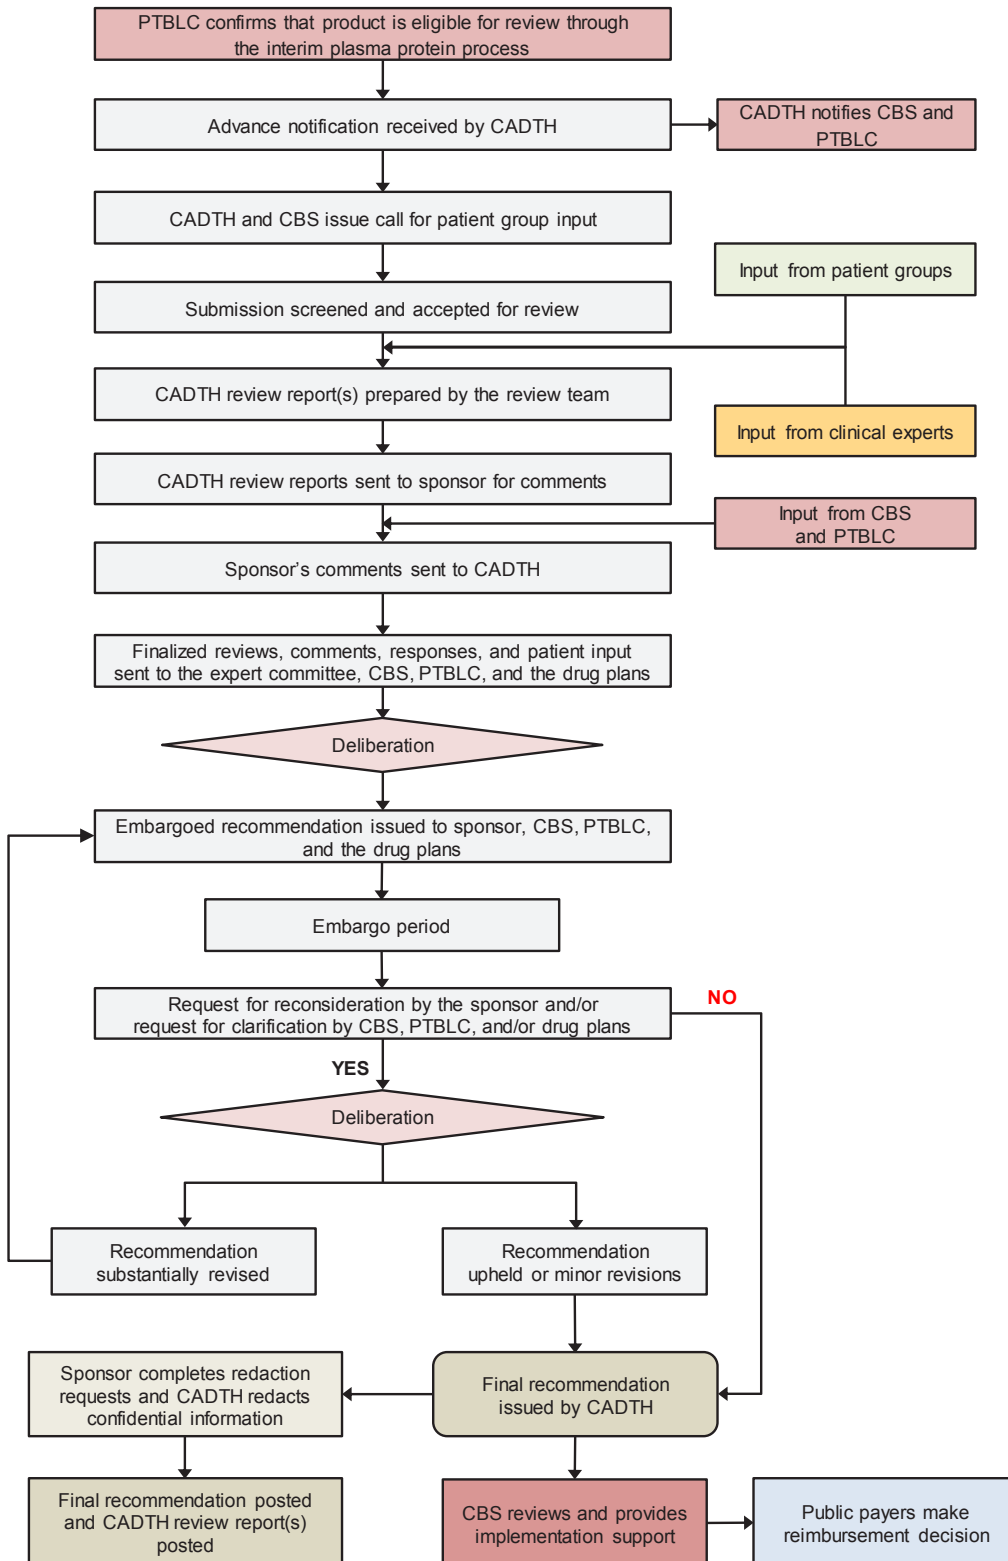 PTBLC confirms that product is eligible for review through
the interim plasma protein process
Advance notification received by CADTH
CADTH notifies CBS and
PTBLC
CADTH and CBS issue call for patient group input
Input from patient groups
Submission screened and accepted for review
CADTH review report(s) prepared by the review team
Input from clinical experts
CADTH review reports sent to sponsor for comments
Input from CBS
and PTBLC
Sponsor's comments sent to CADTH
Finalized reviews, comments, responses, and patient input
sent to the expert committee, CBS, PTBLC, and the drug plans
Deliberation
Embargoed recommendation issued to sponsor, CBS, PTBLC,
and the drug plans
Embargo period
Request for reconsideration by the sponsor and/or
request for clarification by CBS, PTBLC, and/or drug plans
NO
YES
Deliberation
Recommendation
substantially revised
Recommendation
upheld or minor revisions
Sponsor completes redaction
requests and CADTH redacts
confidential information
Final recommendation
issued by CADTH
Final recommendation posted
and CADTH review report(s)
posted
CBS reviews and provides
implementation support
Public payers make
reimbursement decision